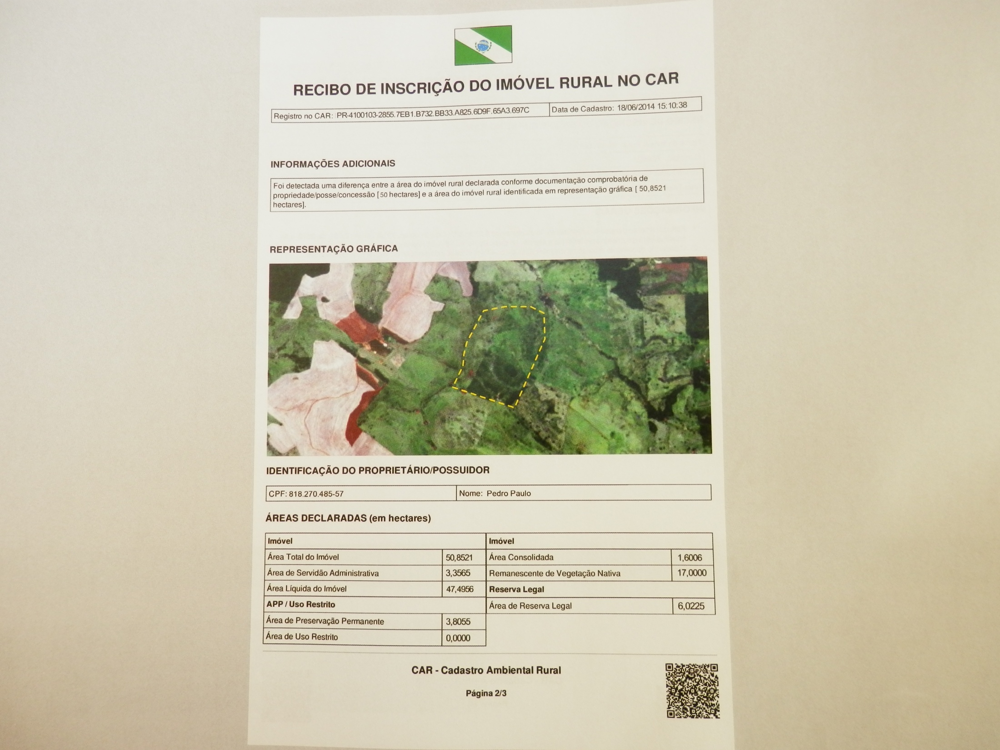 RECIBO DE INSCRIÇÃO DO IMÓVEL RURAL NO CAR
Registro no CAR: PR-4100103-2855.7EB1.B732.BB33.A825.6D9F.65A3.697C
Data de Cadastro: 18/06/2014 15:10:38
INFORMAÇÕES ADICIONAIS
Foi detectada uma diferença entre a área do imóvel rural declarada conforme documentação comprobatória de
propriedade/posse/concessão [50 hectares] e a área do imóvel rural identificada em representação gráfica [ 50,8521
hectares].
REPRESENTAÇÃO GRÁFICA
IDENTIFICAÇÃO DO PROPRIETÁRIO/POSSUIDOR
CPF: 818.270.485-57
Nome: Pedro Paulo
ÁREAS DECLARADAS (em hectares)
Imóvel
Área Total do Imóvel 50,8521
Área de Servidão Administrativa 3,3565
Área Líquida do Imóvel 47,4956
APP / Uso Restrito
Área de Preservação Permanente 3,8055
Área de Uso Restrito 0,0000
Imóvel
Área Consolidada 1,6006
Remanescente de Vegetação Nativa 17,0000
Reserva Legal
Área de Reserva Legal 6,0225
CAR - Cadastro Ambiental Rural
Página 2/3